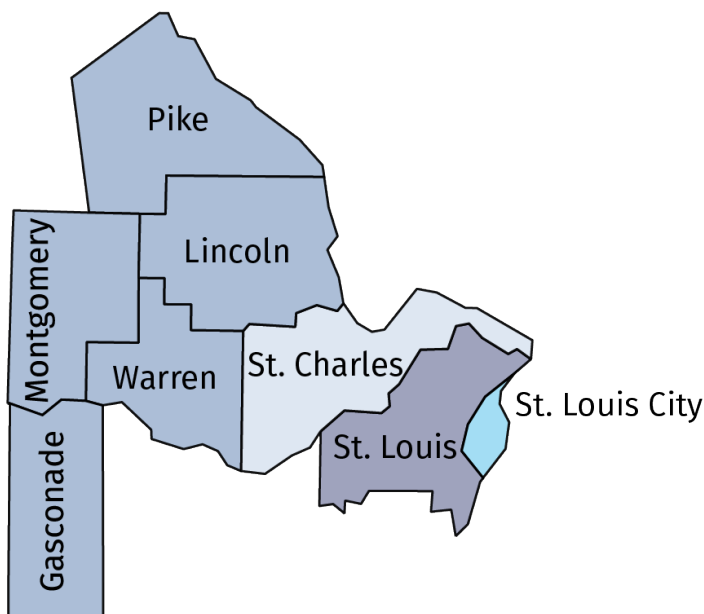 Pike
Lincoln
Montgomery
St. Charles
Warren
St. Louis City
St. Louis
Gasconade